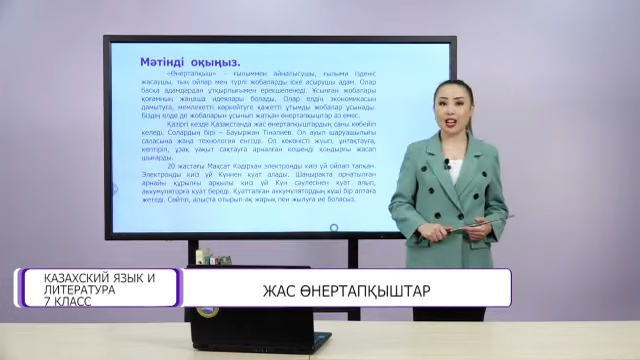 Мәтінді оқыңыз.
«Өнертапқыш» – ғылыммен айналысушы, ғылыми ізденіс
жасаушы, тың ойлар мен түрлі жобаларды іске асырушы адам. Олар
басқа адамдардан ұтқырлығымен ерекшеленеді. Ұсынған жобалары
қоғамның жаңаша идеялары болады. Олар елдің экономикасын
дамытуға, мемлекетті көркейтуге қажетті ұтымды жобалар ұсынады.
Біздің елде де жобаларын ұсынып жатқан өнертапқыштар аз емес.
Қазіргі кезде Қазақстанда жас өнертапқыштардың саны көбейіп
келеді. Солардың бірі – Бауыржан Тінәлиев. Ол ауыл шаруашылығы
саласына жаңа технология енгізді. Ол көкөністі жуып, ұнтақтауға,
кептіріп, ұзақ уақыт сақтауға арналған кешенді қондырғы жасап
шығарды.
20 жастағы Мақсат Қадірхан электронды киіз үй ойлап тапқан.
Электронды киіз үй Күннен қуат алады. Шаңыраққа орнатылған
арнайы құрылғы арқылы киіз үй Күн сәулесінен қуат алып,
аккумуляторға қуат береді. Қуатталған аккумулятордың күші бір аптаға
жетеді. Сөйтіп, алыста отырып-ақ жарық пен жылуға ие боласыз.
КАЗАХСКИЙ ЯЗЫК И
ЛИТЕРАТУРА
7 КЛАСС
ЖАС ӨНЕРТАПҚЫШТАР